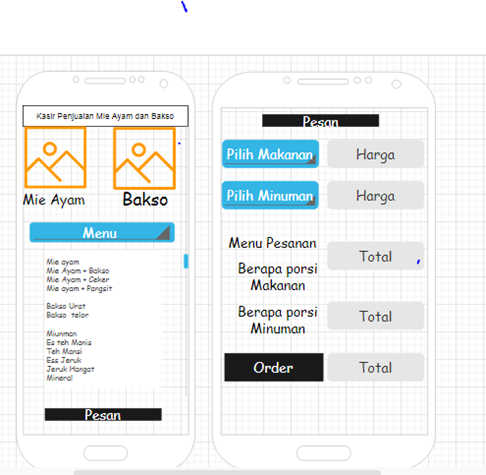 Kasir Penjualan Mie Ayam dan Bakso
Mie Ayam
Bakso
Menu
Mie ayam
Mie Ayam + Bakso
Mie Ayam + Ceker
Mie ayam + Pangsit
Bakso Urat
Bakso telor
Miunman
Es teh Manis
Teh Mansi
Ess Jeruk
Jeruk Hangat
Mineral
Pesan
Pesan
Pilih Makanan
Harga
Pilih Minuman
Harga
Menu Pesanan
Total
Berapa porsi
Makanan
Berapa porsi
Minuman
Total
Order
Total